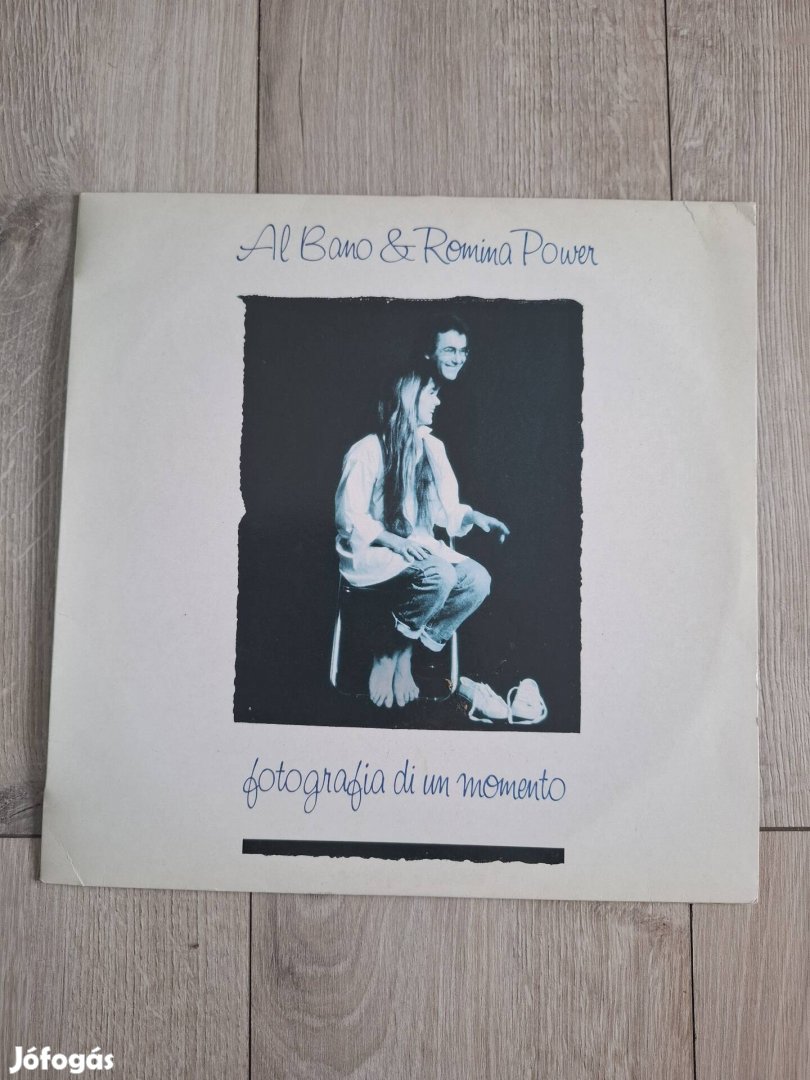 Al Bano & Romina Power
fotografia di un momento
Jófogás